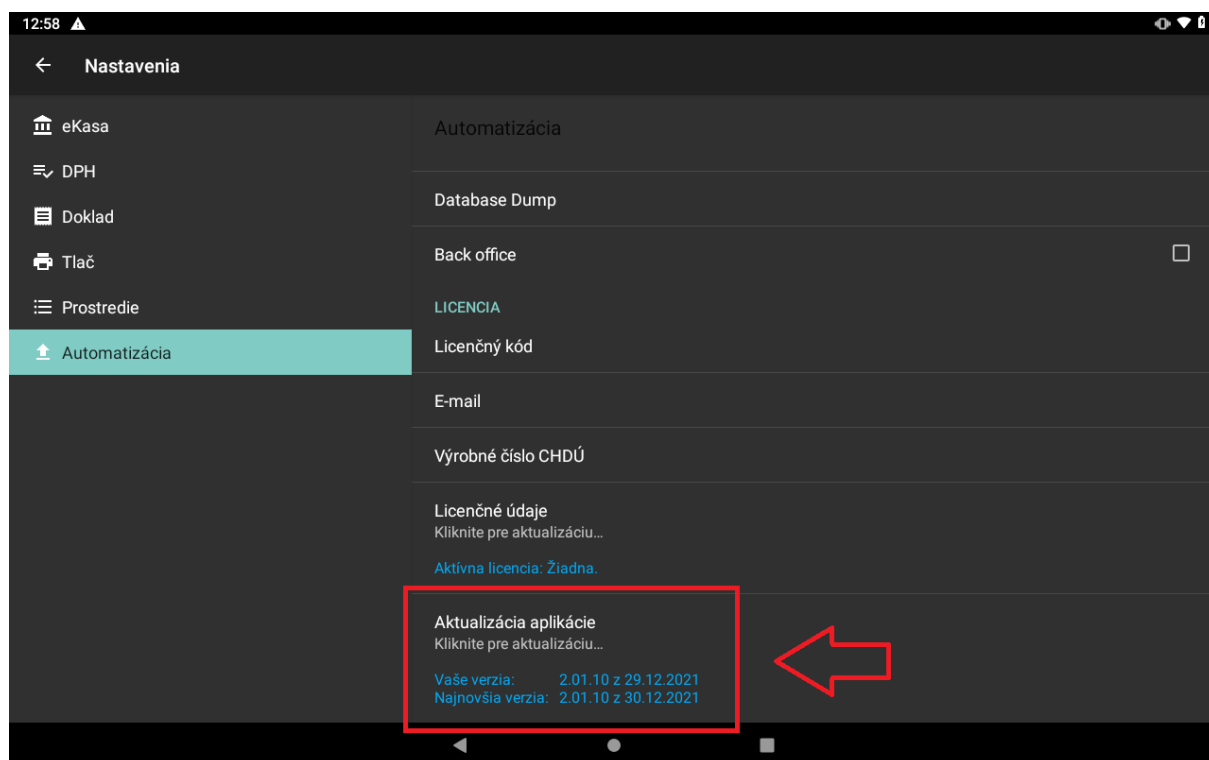 12:58
Nastavenia
eKasa
DPH
Doklad
Tlač
Prostredie
Automatizácia
Automatizácia
Database Dump
Back office
LICENCIA
Licenčný kód
E-mail
Výrobné číslo CHDÚ
Licenčné údaje
Kliknite pre aktualizáciu...
Aktívna licencia: Žiadna.
Aktualizácia aplikácie
Kliknite pre aktualizáciu...
Vaše verzia: 2.01.10 z 29.12.2021
Najnovšia verzia: 2.01.10 z 30.12.2021